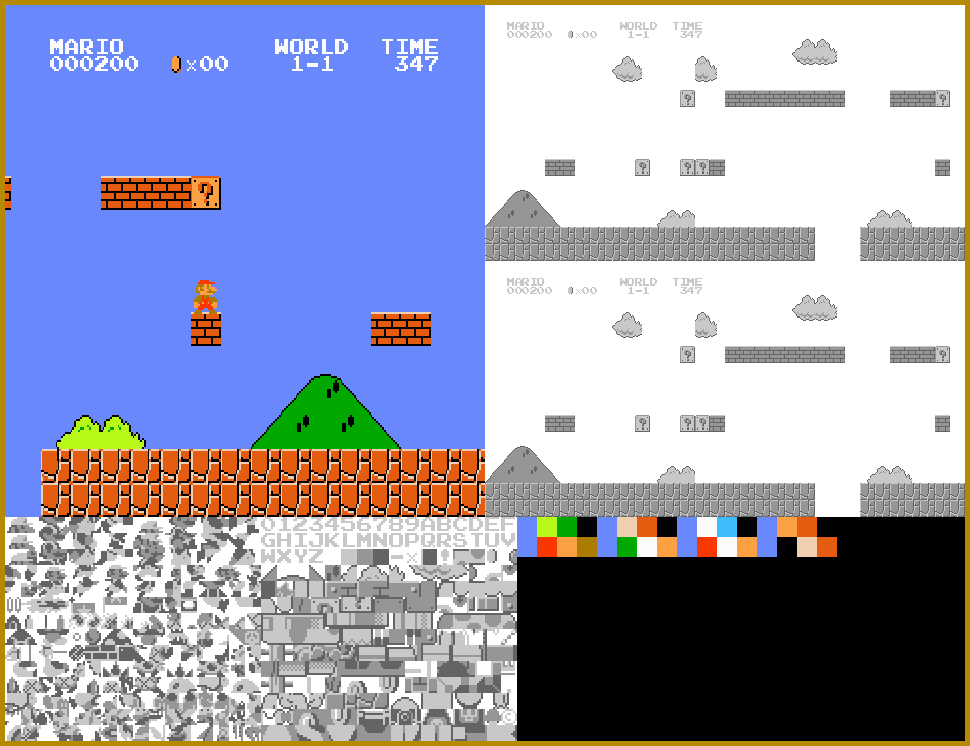 MARIO WORLD TIME
000200 ×00 1-1 347
?
MARIO WORLD TIME
000200 ×00 1-1 347
? ?
? ? ?
MARIO WORLD TIME
000200 ×00 1-1 347
? ?
? ? ?
0123456789ABCDEF
GHIJKLMNOPQRSTUV
WXYZ -×